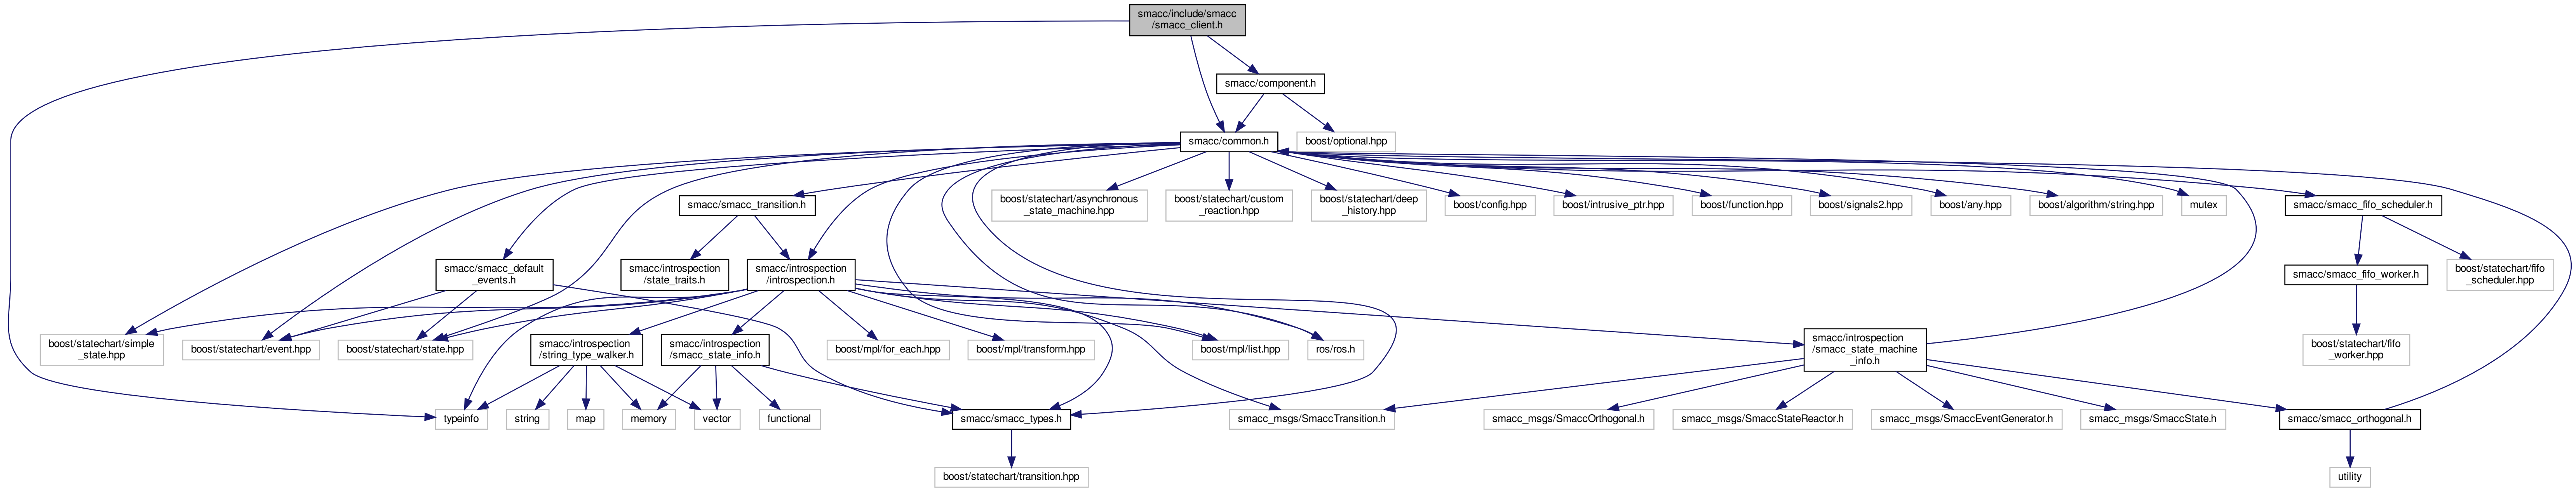 smacc/include/smacc
/smacc_client.h
smacc/component.h
smacc/common.h
boost/optional.hpp
smacc/smacc_transition.h
boost/statechart/asynchronous
_state_machine.hpp
boost/statechart/custom
_reaction.hpp
boost/statechart/deep
_history.hpp
boost/config.hpp
boost/intrusive_ptr.hpp
boost/function.hpp
boost/signals2.hpp
boost/any.hpp
boost/algorithm/string.hpp
mutex
smacc/smacc_fifo_scheduler.h
smacc/smacc_default
_events.h
smacc/introspection
/state_traits.h
smacc/introspection
/introspection.h
smacc/smacc_fifo_worker.h
boost/statechart/fifo
_scheduler.hpp
boost/statechart/simple
_state.hpp
boost/statechart/event.hpp
boost/statechart/state.hpp
smacc/introspection
/string_type_walker.h
smacc/introspection
/smacc_state_info.h
boost/mpl/for_each.hpp
boost/mpl/transform.hpp
boost/mpl/list.hpp
ros/ros.h
smacc/introspection
/smacc_state_machine
_info.h
boost/statechart/fifo
_worker.hpp
typeinfo
string
map
memory
vector
functional
smacc/smacc_types.h
smacc_msgs/SmaccTransition.h
smacc_msgs/SmaccOrthogonal.h
smacc_msgs/SmaccStateReactor.h
smacc_msgs/SmaccEventGenerator.h
smacc_msgs/SmaccState.h
smacc/smacc_orthogonal.h
boost/statechart/transition.hpp
utility